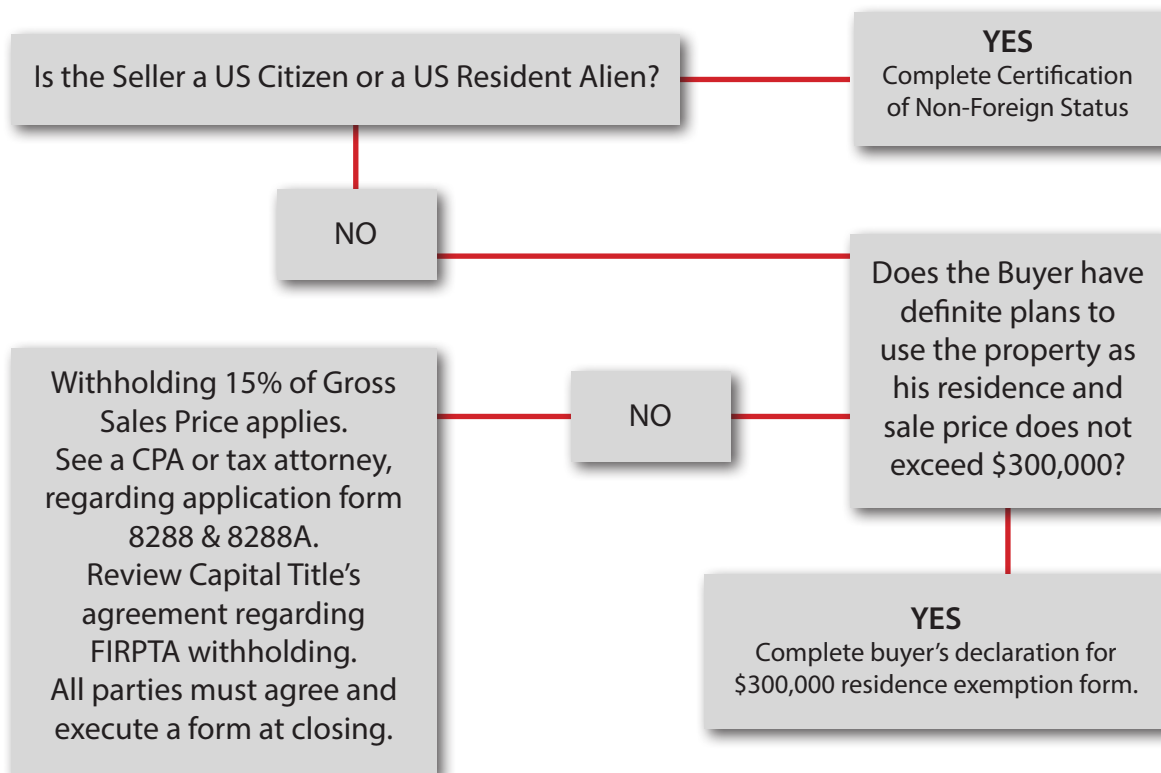 Is the Seller a US Citizen or a US Resident Alien?
YES
Complete Certification
of Non-Foreign Status
NO
Does the Buyer have
definite plans to
use the property as
his residence and
sale price does not
exceed $300,000?
NO
Withholding 15% of Gross
Sales Price applies.
See a CPA or tax attorney,
regarding application form
8288 & 8288A.
Review Capital Title's
agreement regarding
FIRPTA withholding.
All parties must agree and
execute a form at closing.
YES
Complete buyer's declaration for
$300,000 residence exemption form.